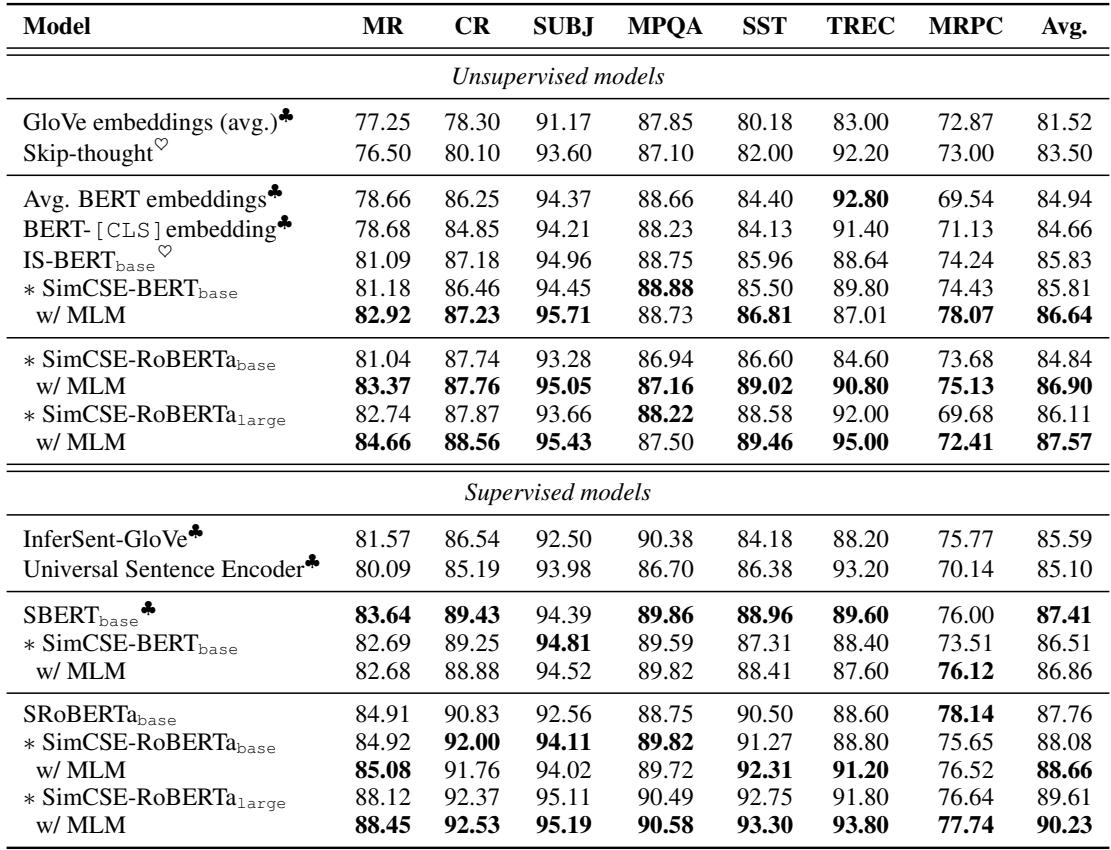 Model MR CR SUBJ MPQA SST TREC MRPC Avg.
Unsupervised models
GloVe embeddings (avg.)♣ 77.25 78.30 91.17 87.85 80.18 83.00 72.87 81.52
Skip-thought♡ 76.50 80.10 93.60 87.10 82.00 92.20 73.00 83.50
Avg. BERT embeddings♣ 78.66 86.25 94.37 88.66 84.40 92.80 69.54 84.94
BERT-[CLS]embedding♣ 78.68 84.85 94.21 88.23 84.13 91.40 71.13 84.66
IS-BERTbase♡ 81.09 87.18 94.96 88.75 85.96 88.64 74.24 85.83
∗ SimCSE-BERTbase 81.18 86.46 94.45 88.88 85.50 89.80 74.43 85.81
w/ MLM 82.92 87.23 95.71 88.73 86.81 87.01 78.07 86.64
∗ SimCSE-RoBERTabase 81.04 87.74 93.28 86.94 86.60 84.60 73.68 84.84
w/ MLM 83.37 87.76 95.05 87.16 89.02 90.80 75.13 86.90
∗ SimCSE-RoBERTalarge 82.74 87.87 93.66 88.22 88.58 92.00 69.68 86.11
w/ MLM 84.66 88.56 95.43 87.50 89.46 95.00 72.41 87.57
Supervised models
InferSent-GloVe♣ 81.57 86.54 92.50 90.38 84.18 88.20 75.77 85.59
Universal Sentence Encoder♣ 80.09 85.19 93.98 86.70 86.38 93.20 70.14 85.10
SBERTbase♣ 83.64 89.43 94.39 89.86 88.96 89.60 76.00 87.41
∗ SimCSE-BERTbase 82.69 89.25 94.81 89.59 87.31 88.40 73.51 86.51
w/ MLM 82.68 88.88 94.52 89.82 88.41 87.60 76.12 86.86
SRoBERTabase 84.91 90.83 92.56 88.75 90.50 88.60 78.14 87.76
∗ SimCSE-RoBERTabase 84.92 92.00 94.11 89.82 91.27 88.80 75.65 88.08
w/ MLM 85.08 91.76 94.02 89.72 92.31 91.20 76.52 88.66
∗ SimCSE-RoBERTalarge 88.12 92.37 95.11 90.49 92.75 91.80 76.64 89.61
w/ MLM 88.45 92.53 95.19 90.58 93.30 93.80 77.74 90.23